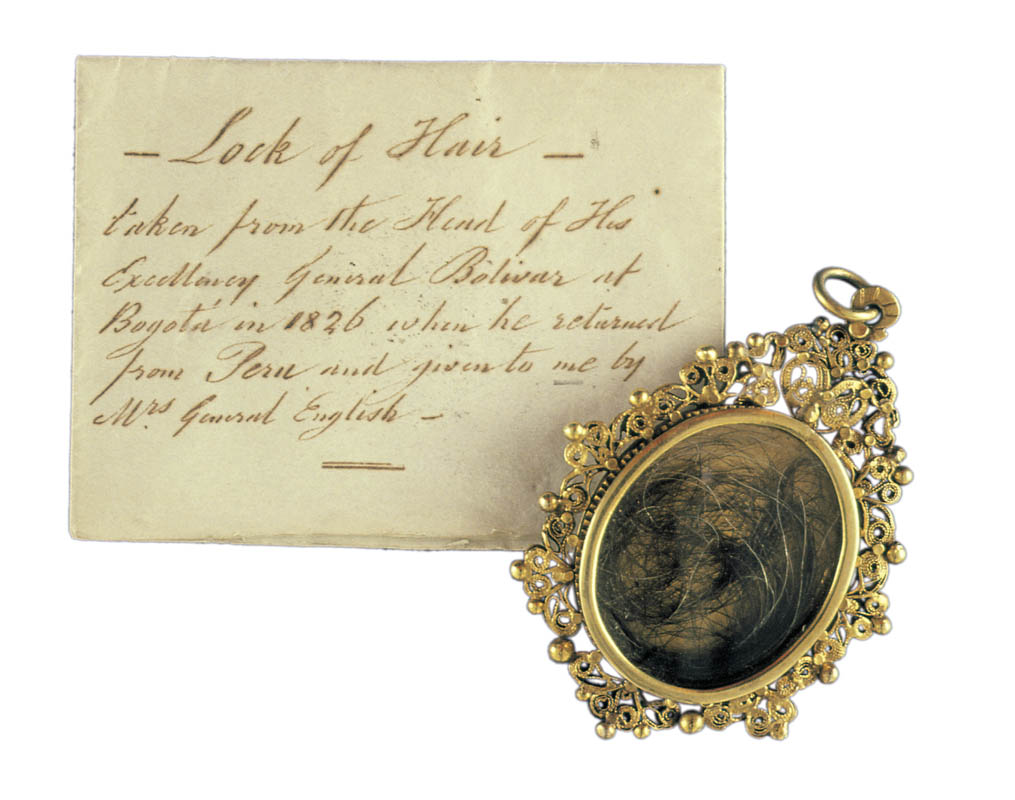 — Lock of Hair —
taken from the Head of His
Excellency General Bolivar at
Bogotá in 1826 when he returned
from Peru and given to me by
Mrs General English —